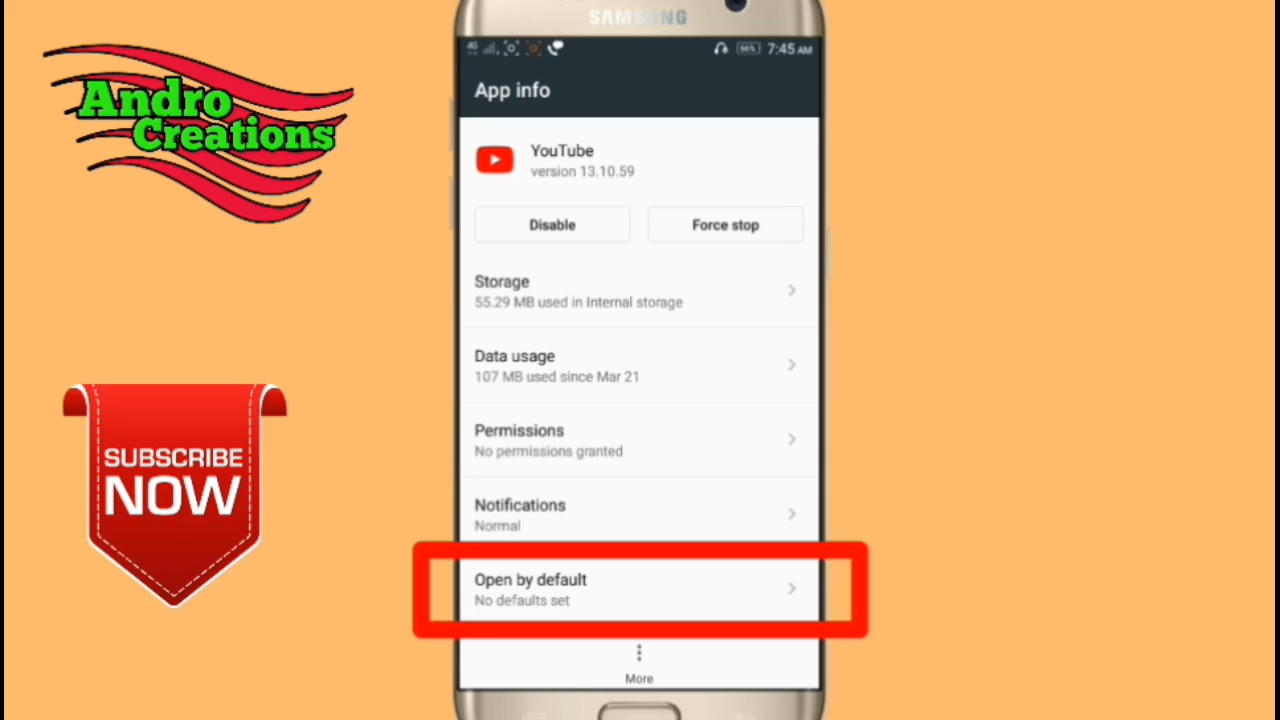 SAMSUNG
4G
66%
7:45 AM
App info
YouTube
version 13.10.59
Disable
Force stop
Storage
55.29 MB used in Internal storage
Data usage
107 MB used since Mar 21
Permissions
No permissions granted
Notifications
Normal
Open by default
No defaults set
More
Andro
Creations
SUBSCRIBE
NOW